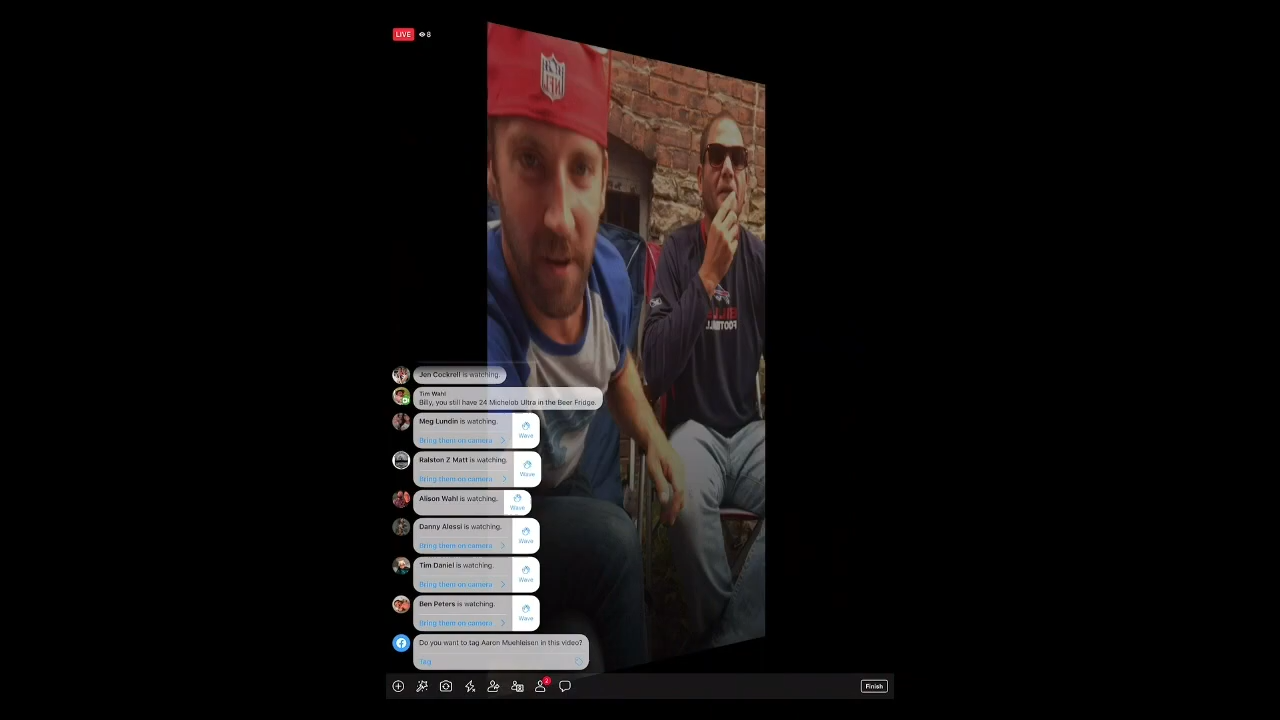 LIVE 8
NFL
BILLS
FOOTBALL
Jen Cockrell is watching.
Tim Wahl
Billy, you still have 24 Michelob Ultra in the Beer Fridge.
Meg Lundin is watching.
Wave
Bring them on camera
Ralston Z Matt is watching.
Wave
Bring them on camera
Alison Wahl is watching.
Wave
Danny Alessi is watching.
Wave
Bring them on camera
Tim Daniel is watching.
Wave
Bring them on camera
Ben Peters is watching.
Wave
Bring them on camera
Do you want to tag Aaron Muehleisen in this video?
Tag
2
Finish